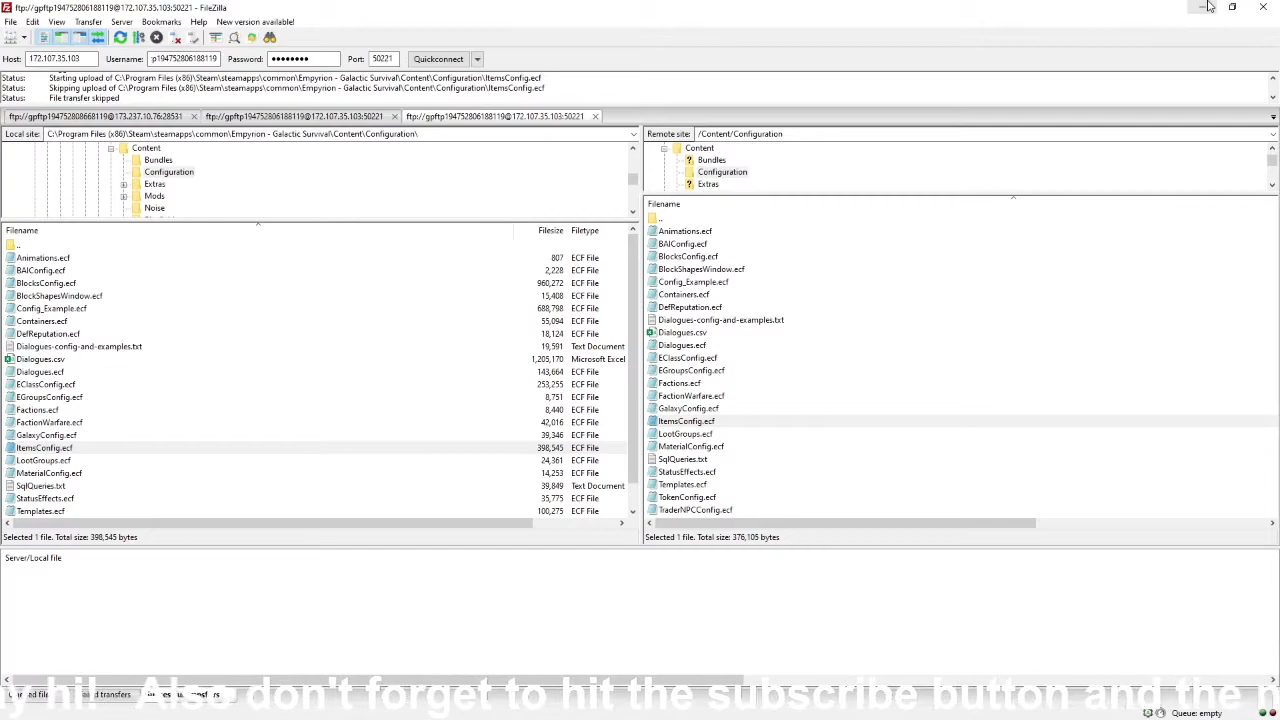 ftp://gpftp194752806188119@172.107.35.103:50221 - FileZilla
File Edit View Transfer Server Bookmarks Help New version available!
Host: 172.107.35.103 Username: p194752806188119 Password: ●●●●●●●● Port: 50221 Quickconnect
Status: Starting upload of C:\Program Files (x86)\Steam\steamapps\common\Empyrion - Galactic Survival\Content\Configuration\ItemsConfig.ecf
Status: Skipping upload of C:\Program Files (x86)\Steam\steamapps\common\Empyrion - Galactic Survival\Content\Configuration\ItemsConfig.ecf
Status: File transfer skipped
ftp://gpftp194752808668119@173.237.10.76:28531 ftp://gpftp194752806188119@172.107.35.103:50221 ftp://gpftp194752806188119@172.107.35.103:50221
Local site: C:\Program Files (x86)\Steam\steamapps\common\Empyrion - Galactic Survival\Content\Configuration\
Content
Bundles
Configuration
Extras
Mods
Noise
Filename Filesize Filetype
..
Animations.ecf 807 ECF File
BAIConfig.ecf 2,228 ECF File
BlocksConfig.ecf 960,272 ECF File
BlockShapesWindow.ecf 15,408 ECF File
Config_Example.ecf 688,798 ECF File
Containers.ecf 55,094 ECF File
DefReputation.ecf 18,124 ECF File
Dialogues-config-and-examples.txt 19,591 Text Document
Dialogues.csv 1,205,170 Microsoft Excel
Dialogues.ecf 143,664 ECF File
EClassConfig.ecf 253,255 ECF File
EGroupsConfig.ecf 8,751 ECF File
Factions.ecf 8,440 ECF File
FactionWarfare.ecf 42,016 ECF File
GalaxyConfig.ecf 39,346 ECF File
ItemsConfig.ecf 398,545 ECF File
LootGroups.ecf 24,361 ECF File
MaterialConfig.ecf 14,253 ECF File
SqlQueries.txt 39,849 Text Document
StatusEffects.ecf 35,775 ECF File
Templates.ecf 100,275 ECF File
Selected 1 file. Total size: 398,545 bytes
Remote site: /Content/Configuration
Content
Bundles
Configuration
Extras
Filename
..
Animations.ecf
BAIConfig.ecf
BlocksConfig.ecf
BlockShapesWindow.ecf
Config_Example.ecf
Containers.ecf
DefReputation.ecf
Dialogues-config-and-examples.txt
Dialogues.csv
Dialogues.ecf
EClassConfig.ecf
EGroupsConfig.ecf
Factions.ecf
FactionWarfare.ecf
GalaxyConfig.ecf
ItemsConfig.ecf
LootGroups.ecf
MaterialConfig.ecf
SqlQueries.txt
StatusEffects.ecf
Templates.ecf
TokenConfig.ecf
TraderNPCConfig.ecf
Selected 1 file. Total size: 376,105 bytes
Server/Local file
Also don't forget to hit the subscribe button and the
Queue: empty